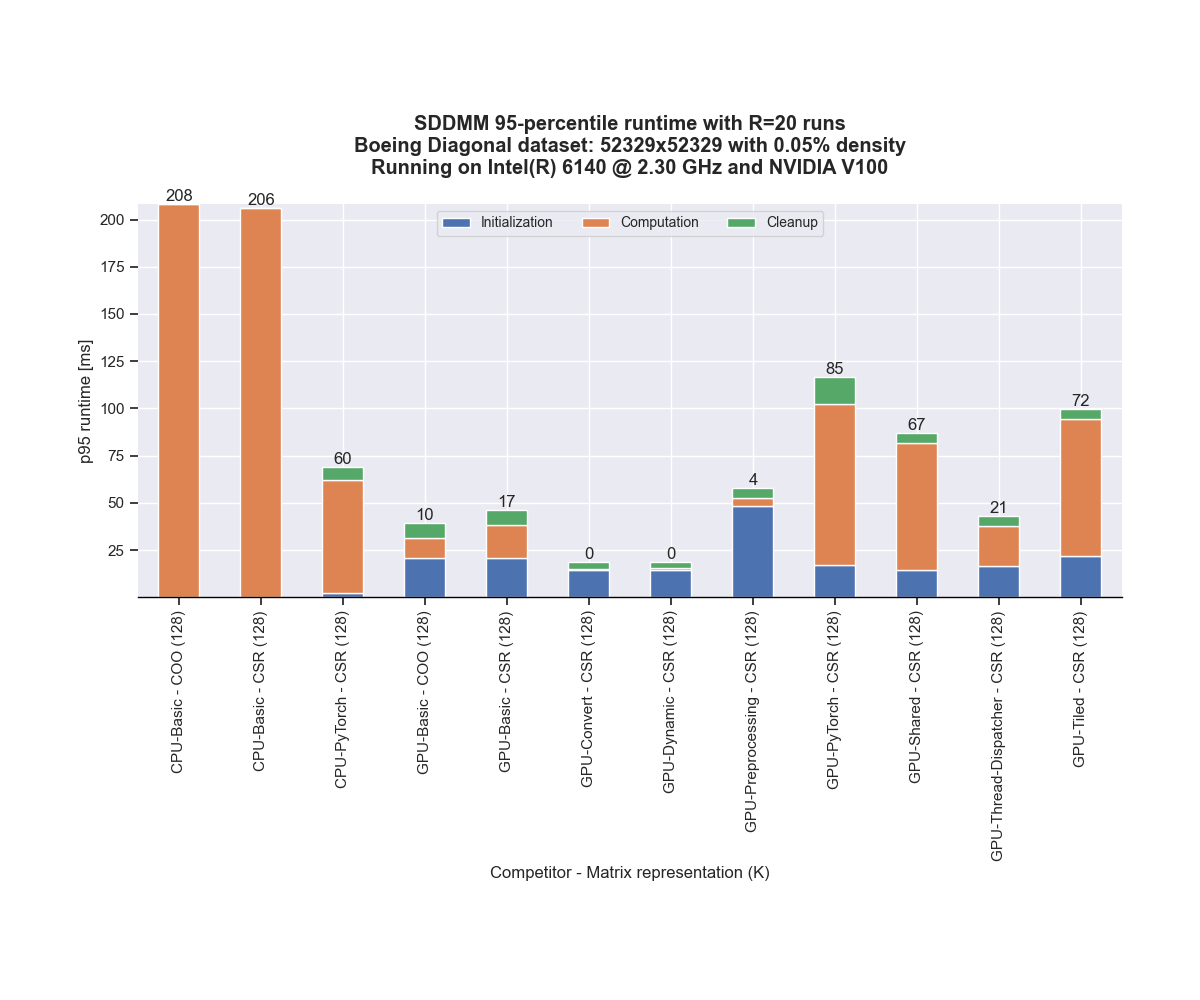 SDDMM 95-percentile runtime with R=20 runs
Boeing Diagonal dataset: 52329x52329 with 0.05% density
Running on Intel(R) 6140 @ 2.30 GHz and NVIDIA V100
Initialization
Computation
Cleanup
208
206
60
10
17
0
0
4
85
67
21
72
p95 runtime [ms]
200
175
150
125
100
75
50
25
CPU-Basic - COO (128)
CPU-Basic - CSR (128)
CPU-PyTorch - CSR (128)
GPU-Basic - COO (128)
GPU-Basic - CSR (128)
GPU-Convert - CSR (128)
GPU-Dynamic - CSR (128)
GPU-Preprocessing - CSR (128)
GPU-PyTorch - CSR (128)
GPU-Shared - CSR (128)
GPU-Thread-Dispatcher - CSR (128)
GPU-Tiled - CSR (128)
Competitor - Matrix representation (K)